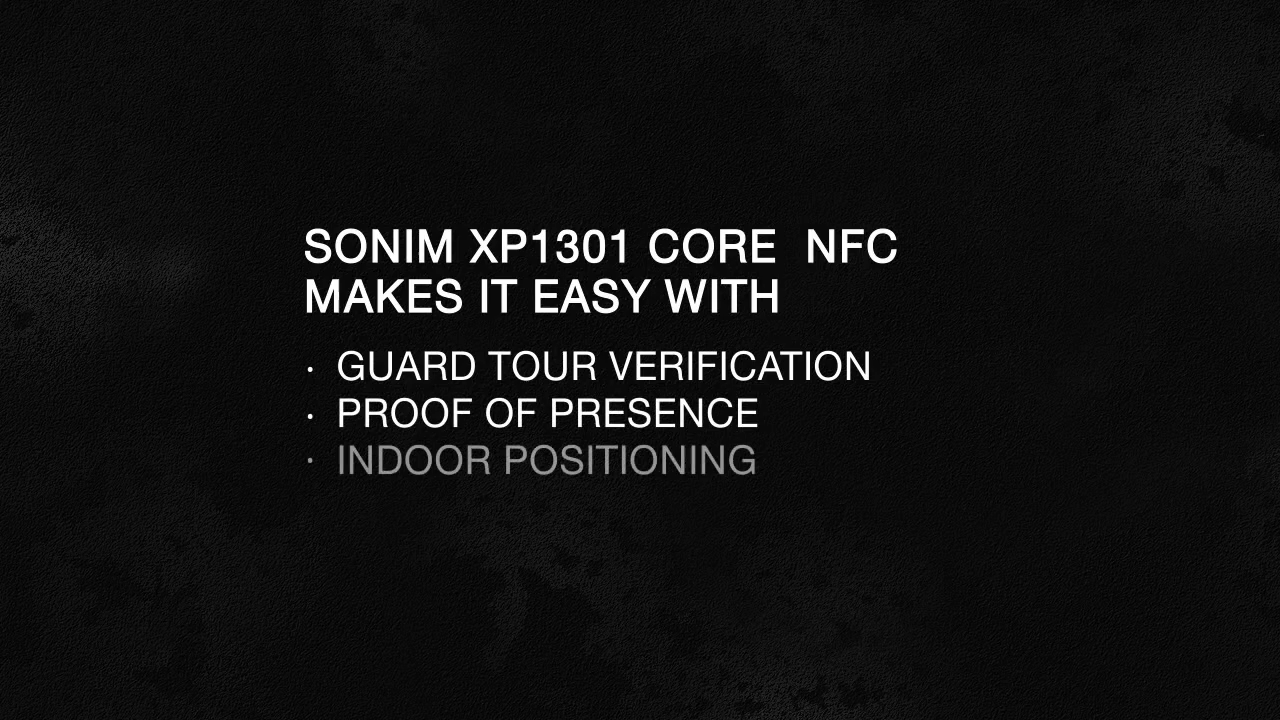 SONIM XP1301 CORE  NFC
MAKES IT EASY WITH
· GUARD TOUR VERIFICATION
· PROOF OF PRESENCE
· INDOOR POSITIONING